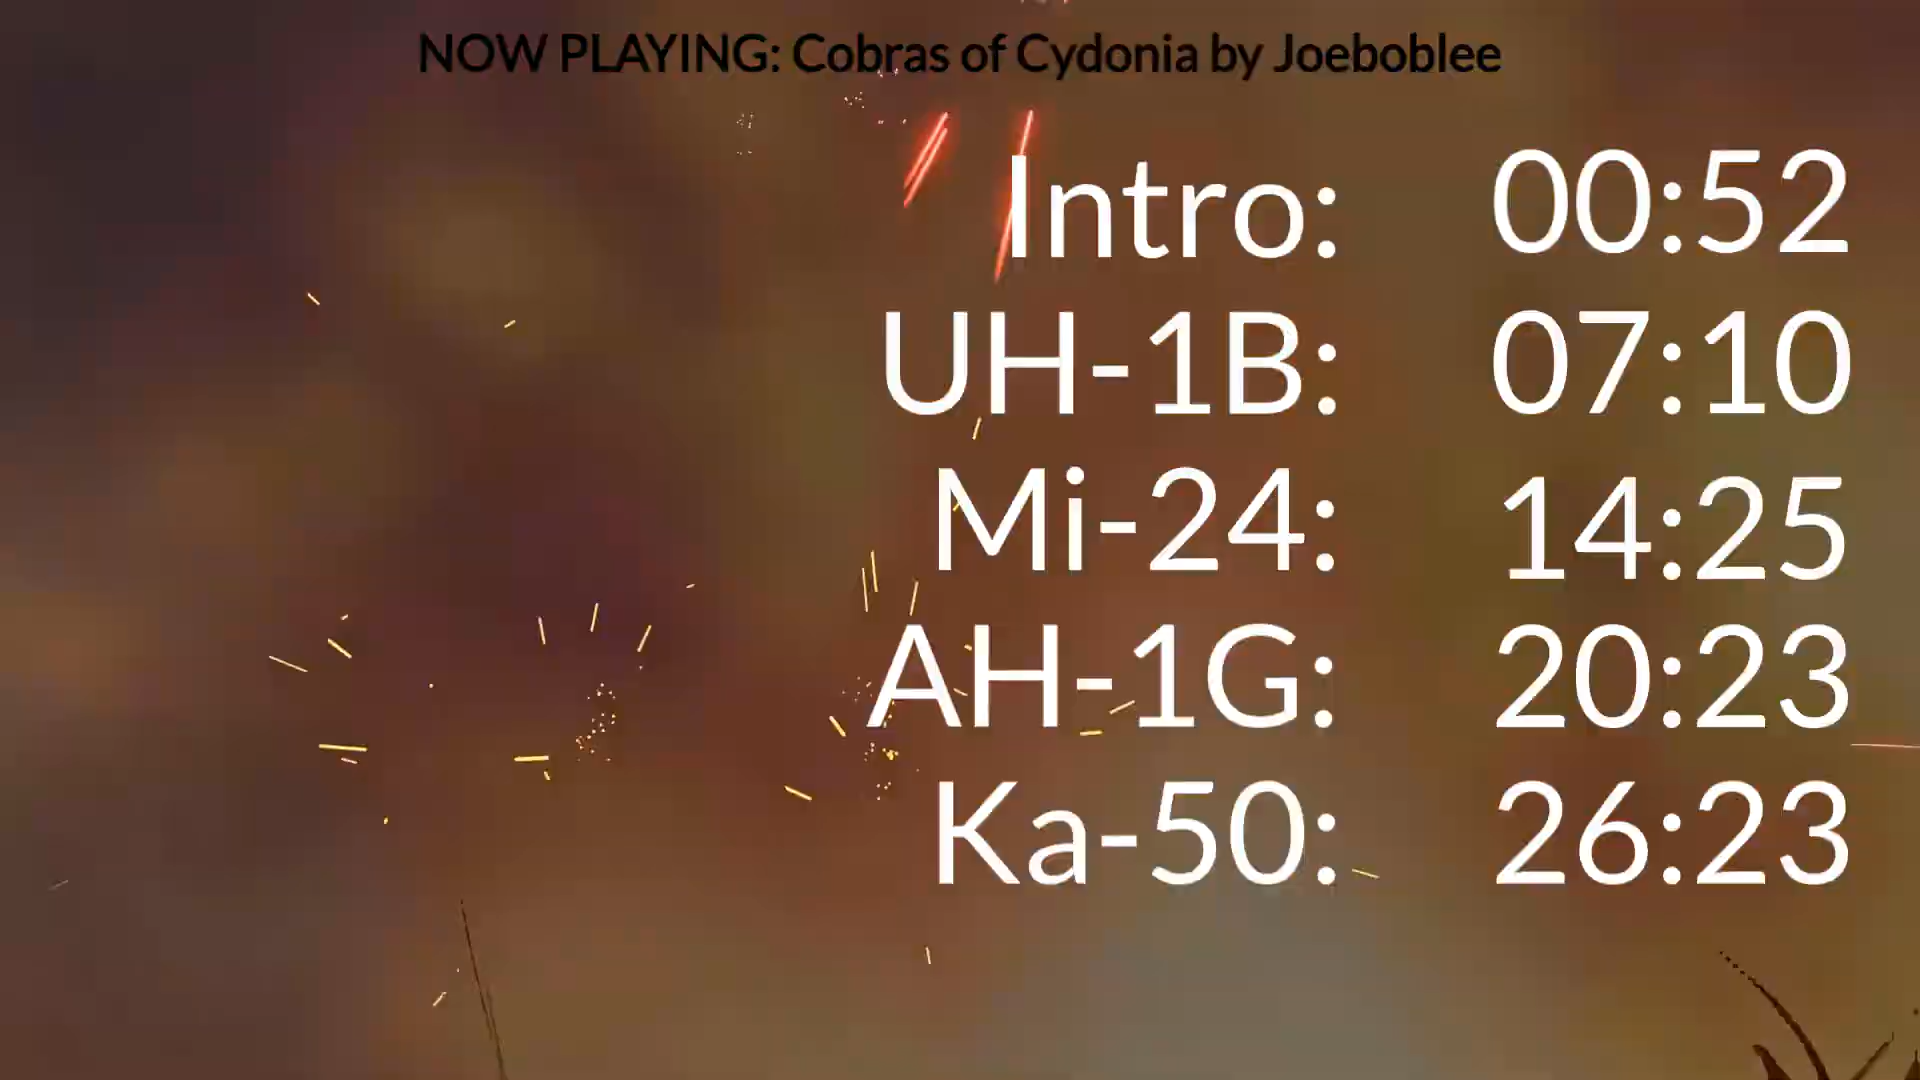 NOW PLAYING: Cobras of Cydonia by Joeboblee
Intro: 00:52
UH-1B: 07:10
Mi-24: 14:25
AH-1G: 20:23
Ka-50: 26:23